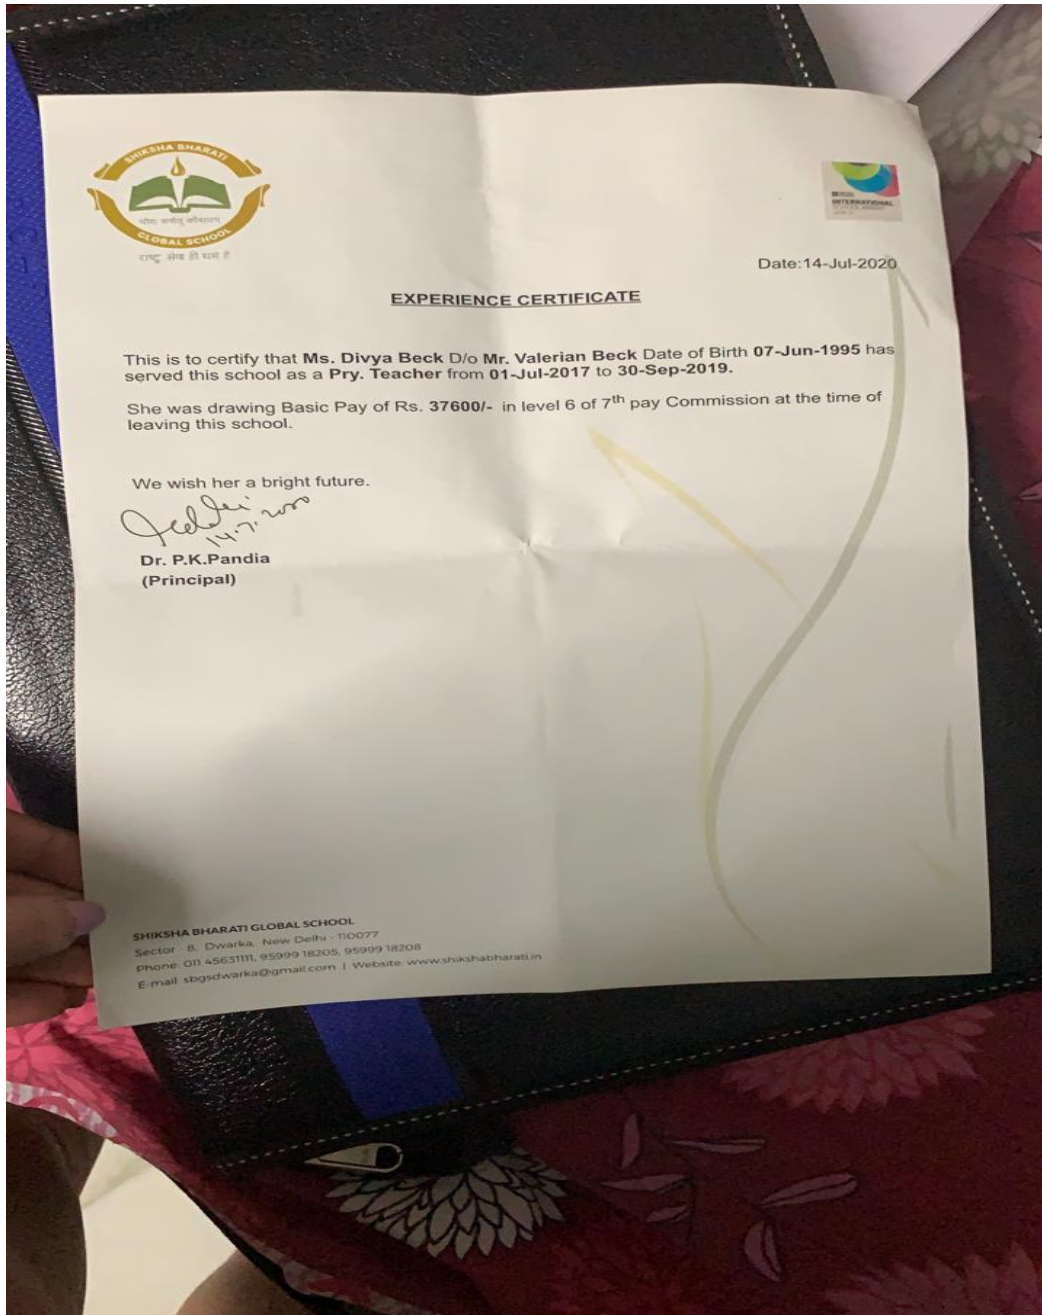 SHIKSHA BHARATI
GLOBAL SCHOOL
राष्ट्र सेवा ही धर्म है
INTERNATIONAL
Date:14-Jul-2020
EXPERIENCE CERTIFICATE
This is to certify that Ms. Divya Beck D/o Mr. Valerian Beck Date of Birth 07-Jun-1995 has
served this school as a Pry. Teacher from 01-Jul-2017 to 30-Sep-2019.
She was drawing Basic Pay of Rs. 37600/- in level 6 of 7th pay Commission at the time of
leaving this school.
We wish her a bright future.
14.7.2020
Dr. P.K.Pandia
(Principal)
SHIKSHA BHARATI GLOBAL SCHOOL
Sector - 8, Dwarka, New Delhi - 110077
Phone: 011 45631111, 95999 18205, 95999 18208
E-mail sbgsdwarka@gmail.com | Website: www.shikshabharati.in